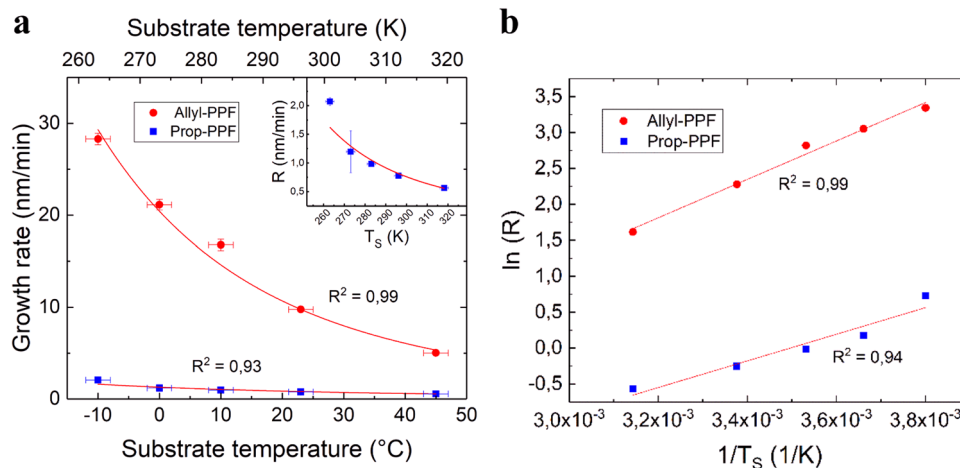 a
Substrate temperature (K)
260 270 280 290 300 310 320
Growth rate (nm/min)
30
20
10
0
Allyl-PPF
Prop-PPF
R² = 0,99
R² = 0,93
-10 0 10 20 30 40 50
Substrate temperature (°C)
R (nm/min)
2,0
1,5
1,0
0,5
260 270 280 290 300 310 320
T_S (K)
b
ln (R)
3,5
3,0
2,5
2,0
1,5
1,0
0,5
0,0
-0,5
Allyl-PPF
Prop-PPF
R² = 0,99
R² = 0,94
3,0x10⁻³ 3,2x10⁻³ 3,4x10⁻³ 3,6x10⁻³ 3,8x10⁻³
1/T_S (1/K)